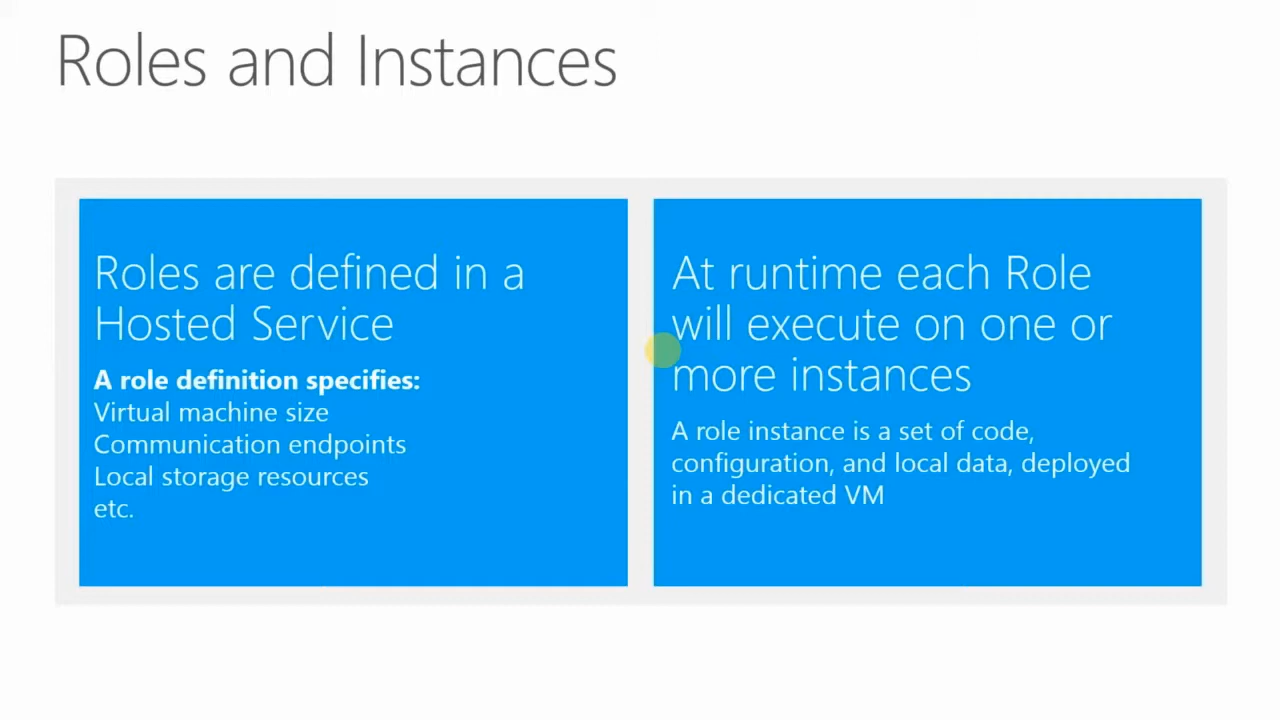 Roles and Instances
Roles are defined in a
Hosted Service
A role definition specifies:
Virtual machine size
Communication endpoints
Local storage resources
etc.
At runtime each Role
will execute on one or
more instances
A role instance is a set of code,
configuration, and local data, deployed
in a dedicated VM